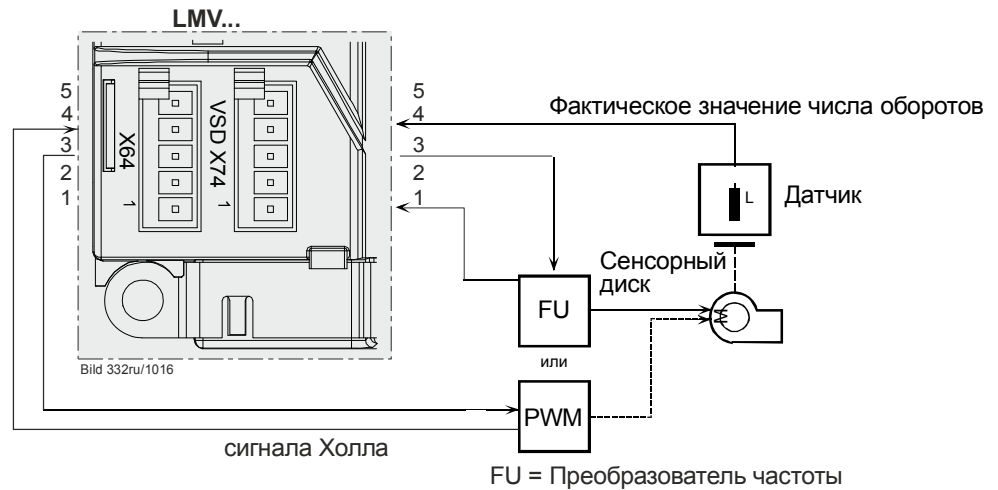 LMV...
5
4
3
2
1
X64
1
VSD X74
1
5
4
3
2
1
Фактическое значение числа оборотов
L
Датчик
Сенсорный
диск
FU
или
Bild 332ru/1016
PWM
сигнала Холла
FU = Преобразователь частоты